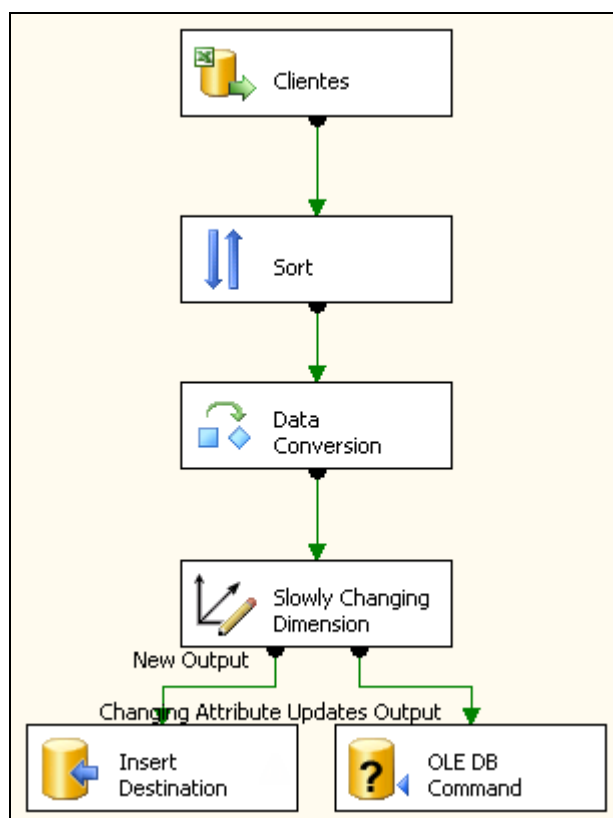 Clientes
Sort
Data
Conversion
Slowly Changing
Dimension
New Output
Changing Attribute Updates Output
Insert
Destination
OLE DB
Command